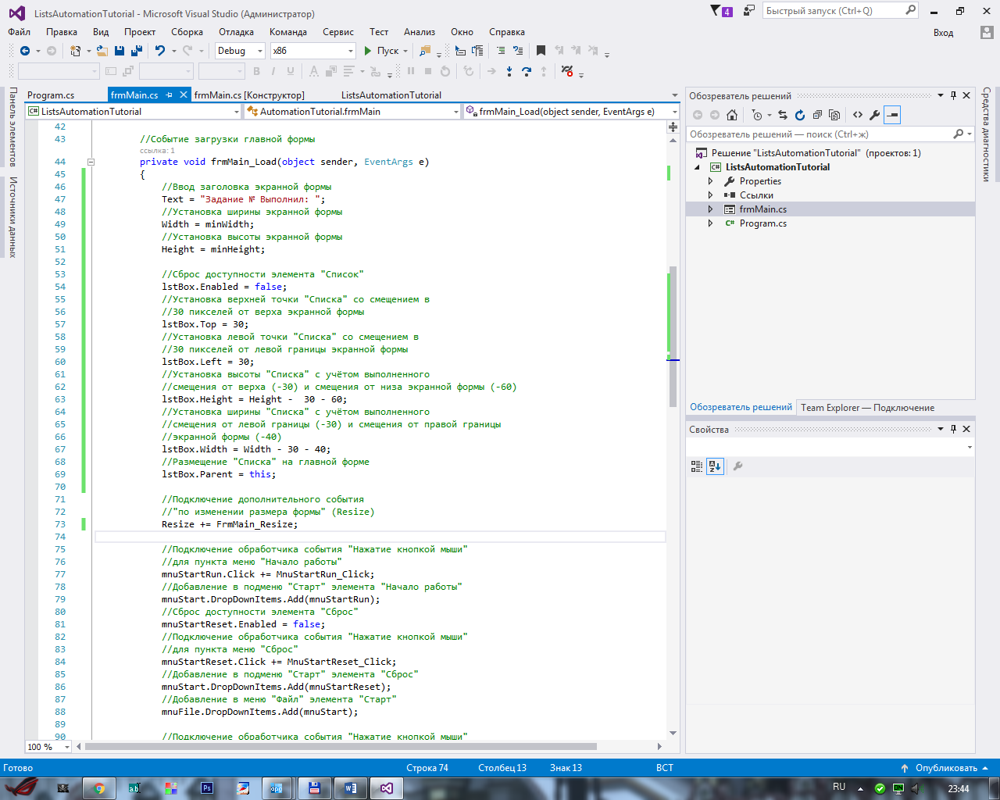 ListsAutomationTutorial - Microsoft Visual Studio (Администратор)
4
Быстрый запуск (Ctrl+Q)
Файл Правка Вид Проект Сборка Отладка Команда Сервис Тест Анализ Окно Справка
Вход
Debug x86 Пуск
Панель элементов
Источники данных
Program.cs frmMain.cs frmMain.cs [Конструктор] ListsAutomationTutorial
ListsAutomationTutorial AutomationTutorial.frmMain frmMain_Load(object sender, EventArgs e)
42
43 //Событие загрузки главной формы
ссылка: 1
44 private void frmMain_Load(object sender, EventArgs e)
45 {
46 //Ввод заголовка экранной формы
47 Text = "Задание № Выполнил: ";
48 //Установка ширины экранной формы
49 Width = minWidth;
50 //Установка высоты экранной формы
51 Height = minHeight;
52
53 //Сброс доступности элемента "Список"
54 lstBox.Enabled = false;
55 //Установка верхней точки "Списка" со смещением в
56 //30 пикселей от верха экранной формы
57 lstBox.Top = 30;
58 //Установка левой точки "Списка" со смещением в
59 //30 пикселей от левой границы экранной формы
60 lstBox.Left = 30;
61 //Установка высоты "Списка" с учётом выполненного
62 //смещения от верха (-30) и смещения от низа экранной формы (-60)
63 lstBox.Height = Height -  30 - 60;
64 //Установка ширины "Списка" с учётом выполненного
65 //смещения от левой границы (-30) и смещения от правой границы
66 //экранной формы (-40)
67 lstBox.Width = Width - 30 - 40;
68 //Размещение "Списка" на главной форме
69 lstBox.Parent = this;
70
71 //Подключение дополнительного события
72 //"по изменении размера формы" (Resize)
73 Resize += FrmMain_Resize;
74
75 //Подключение обработчика события "Нажатие кнопкой мыши"
76 //для пункта меню "Начало работы"
77 mnuStartRun.Click += MnuStartRun_Click;
78 //Добавление в подменю "Старт" элемента "Начало работы"
79 mnuStart.DropDownItems.Add(mnuStartRun);
80 //Сброс доступности элемента "Сброс"
81 mnuStartReset.Enabled = false;
82 //Подключение обработчика события "Нажатие кнопкой мыши"
83 //для пункта меню "Сброс"
84 mnuStartReset.Click += MnuStartReset_Click;
85 //Добавление в подменю "Старт" элемента "Сброс"
86 mnuStart.DropDownItems.Add(mnuStartReset);
87 //Добавление в меню "Файл" элемента "Старт"
88 mnuFile.DropDownItems.Add(mnuStart);
89
90 //Подключение обработчика события "Нажатие кнопкой мыши"
100 %
Обозреватель решений
Обозреватель решений — поиск (Ctrl+ж)
Решение "ListsAutomationTutorial" (проектов: 1)
C# ListsAutomationTutorial
Properties
Ссылки
frmMain.cs
C# Program.cs
Обозреватель решений Team Explorer — Подключение
Свойства
Средства диагностики
Готово Строка 74 Столбец 13 Знак 13 ВСТ Опубликовать
a.b Ps apg W RU 23:44